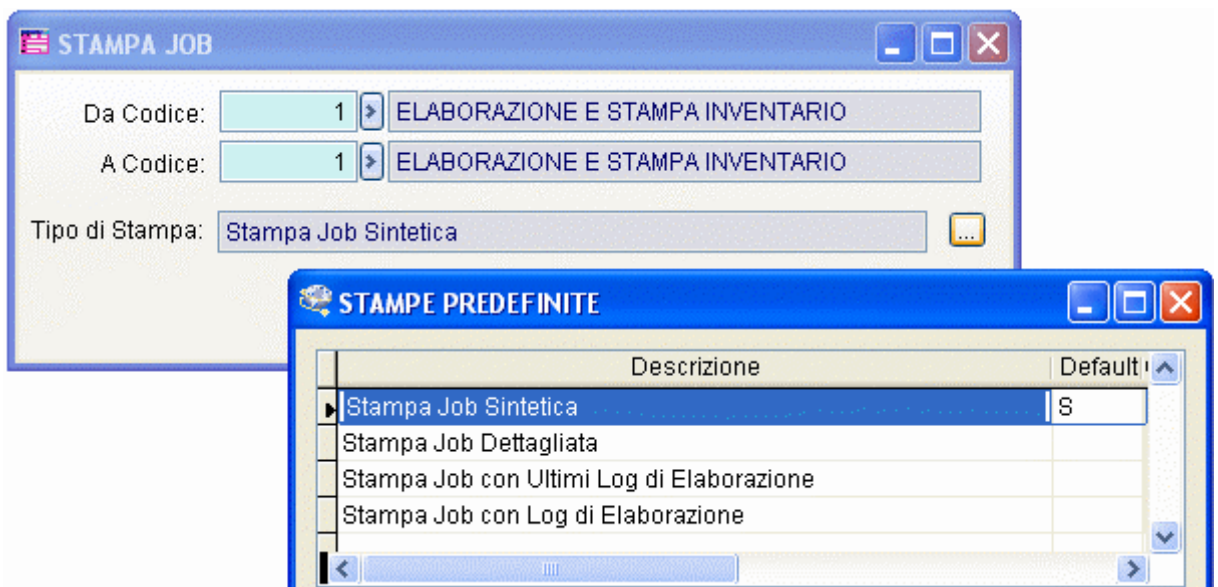 STAMPA JOB
Da Codice: 1 ELABORAZIONE E STAMPA INVENTARIO
A Codice: 1 ELABORAZIONE E STAMPA INVENTARIO
Tipo di Stampa: Stampa Job Sintetica ...
STAMPE PREDEFINITE
Descrizione Default
Stampa Job Sintetica S
Stampa Job Dettagliata
Stampa Job con Ultimi Log di Elaborazione
Stampa Job con Log di Elaborazione